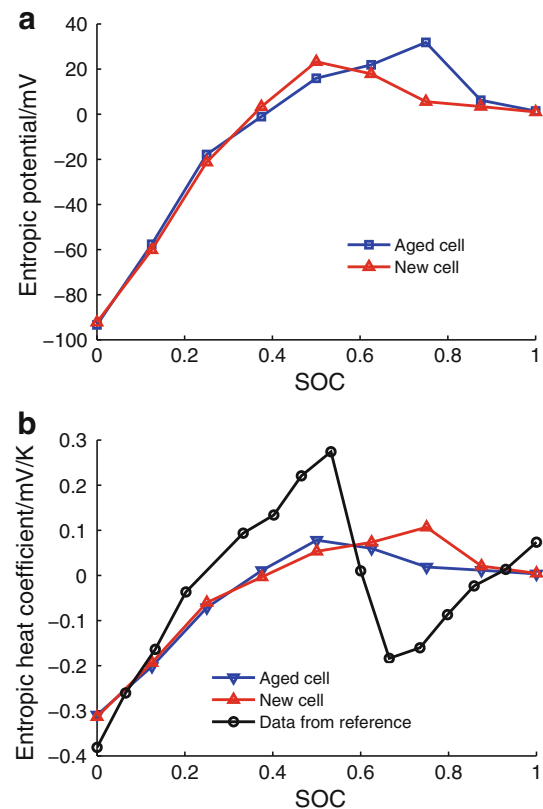 a
Entropic potential/mV
40
20
0
−20
−40
−60
−80
−100
Aged cell
New cell
0
0.2
0.4
0.6
0.8
1
SOC
b
Entropic heat coefficient/mV/K
0.3
0.2
0.1
0
−0.1
−0.2
−0.3
−0.4
Aged cell
New cell
Data from reference
0
0.2
0.4
0.6
0.8
1
SOC